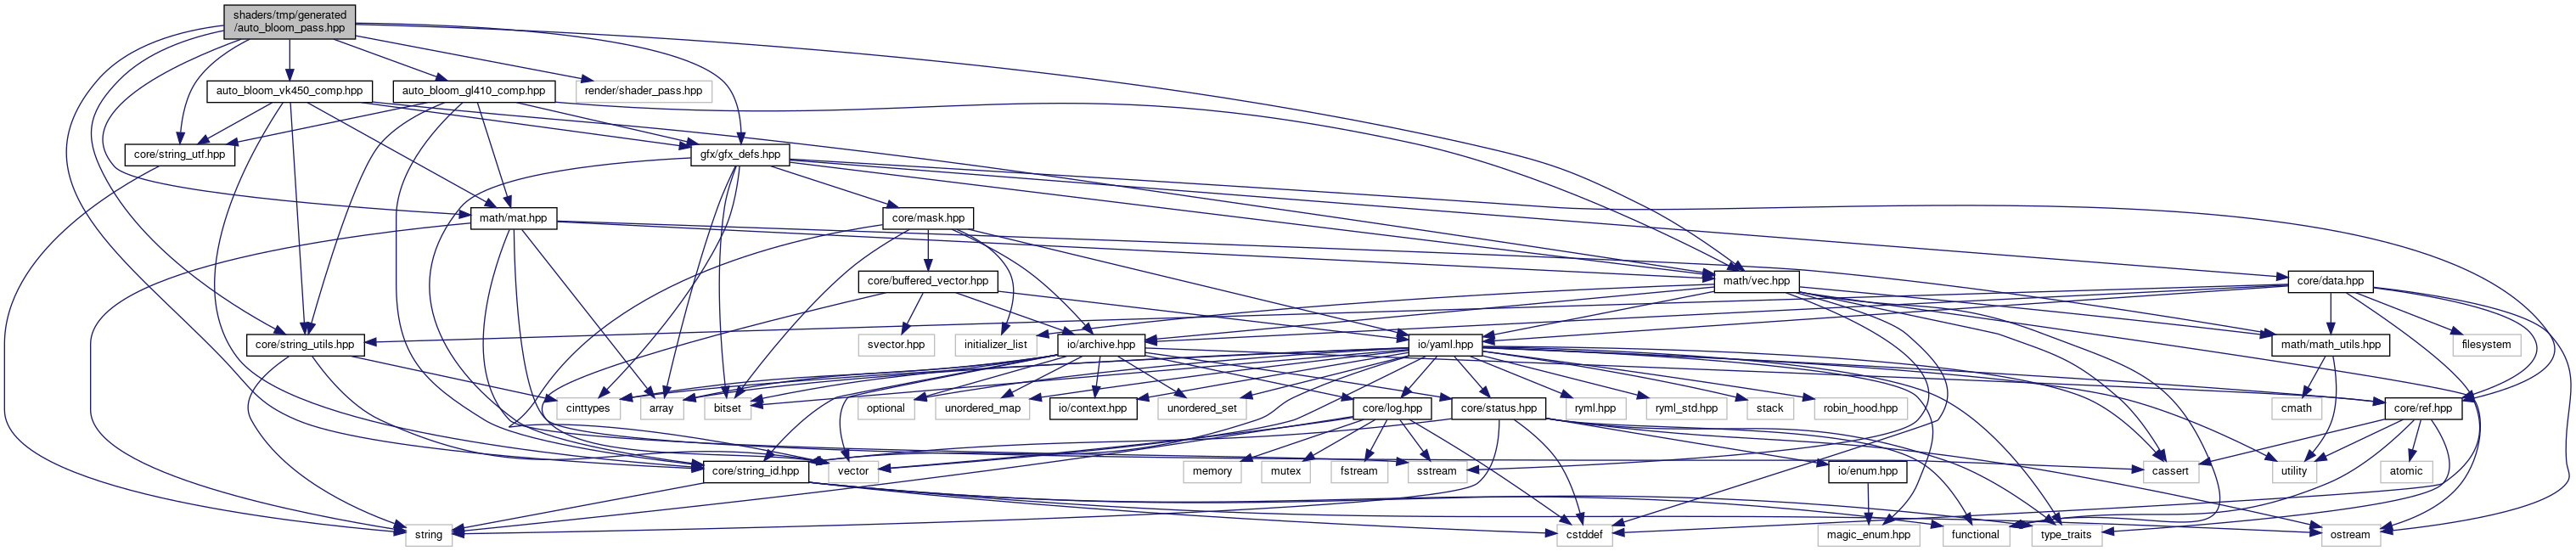 shaders/tmp/generated
/auto_bloom_pass.hpp
auto_bloom_vk450_comp.hpp
auto_bloom_gl410_comp.hpp
render/shader_pass.hpp
core/string_utf.hpp
gfx/gfx_defs.hpp
math/mat.hpp
core/mask.hpp
core/buffered_vector.hpp
math/vec.hpp
core/data.hpp
core/string_utils.hpp
svector.hpp
initializer_list
io/archive.hpp
io/yaml.hpp
math/math_utils.hpp
filesystem
cinttypes
array
bitset
optional
unordered_map
io/context.hpp
unordered_set
core/log.hpp
core/status.hpp
ryml.hpp
ryml_std.hpp
stack
robin_hood.hpp
cmath
core/ref.hpp
core/string_id.hpp
vector
memory
mutex
fstream
sstream
io/enum.hpp
cassert
utility
atomic
string
cstddef
magic_enum.hpp
functional
type_traits
ostream